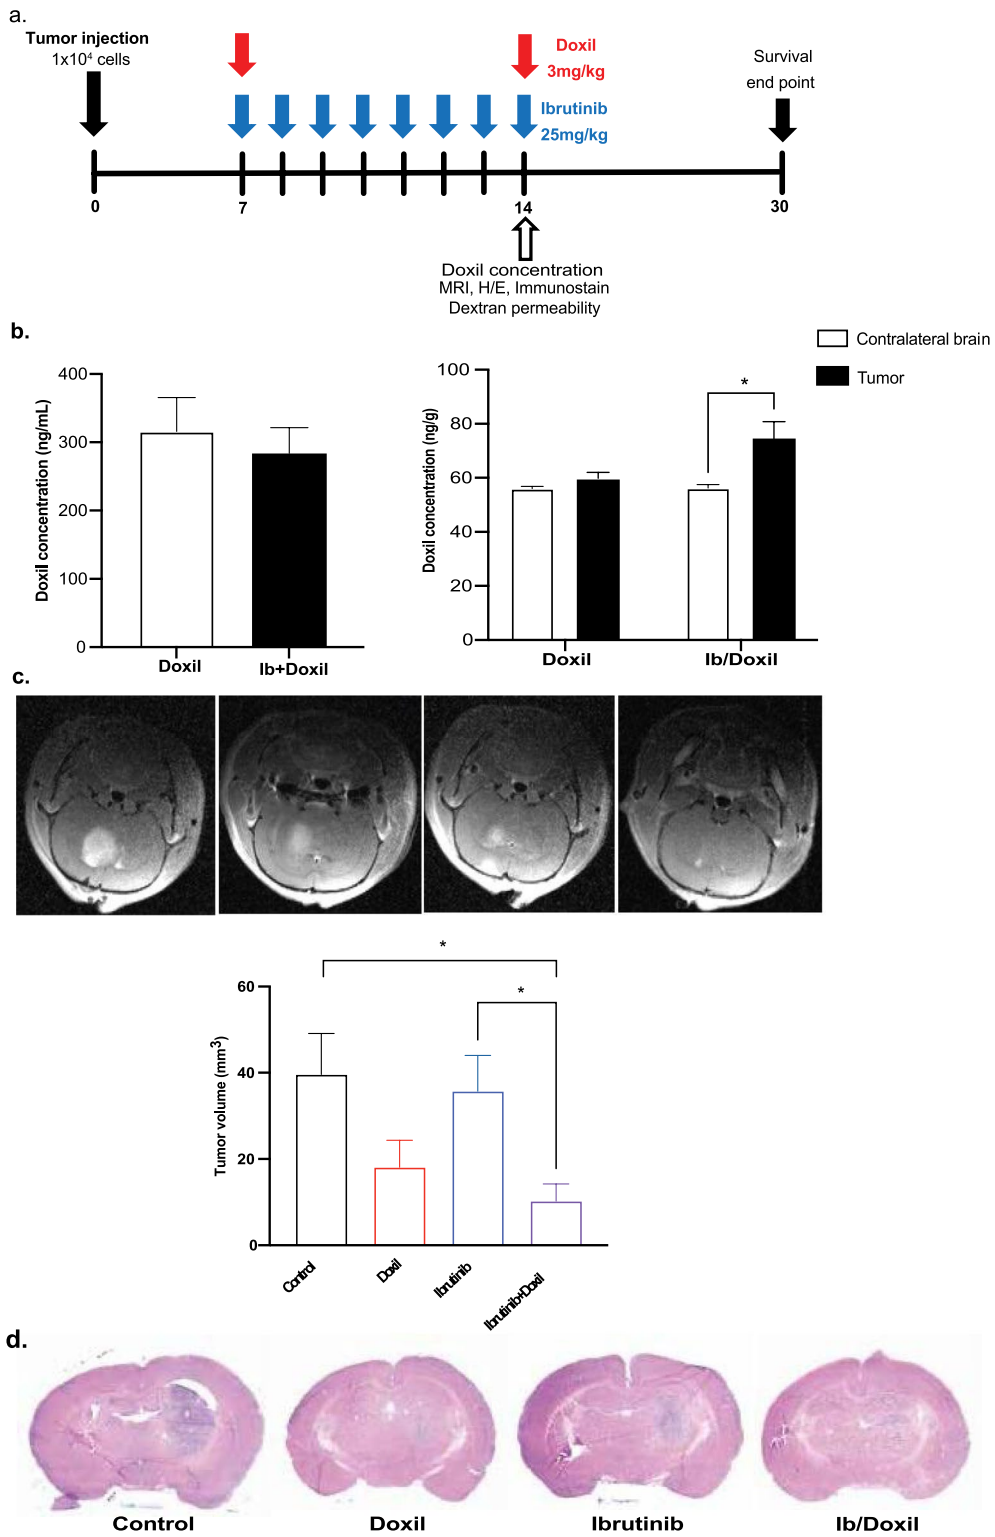 a.
Tumor injection
1x10⁴ cells
Doxil
3mg/kg
Ibrutinib
25mg/kg
Survival
end point
0
7
14
30
Doxil concentration
MRI, H/E, Immunostain
Dextran permeability
b.
Contralateral brain
Tumor
Doxil concentration (ng/mL)
400
300
200
100
0
Doxil
Ib+Doxil
Doxil concentration (ng/g)
100
80
60
40
20
0
*
Doxil
Ib/Doxil
c.
*
*
Tumor volume (mm³)
60
40
20
0
Control
Doxil
Ibrutinib
Ibrutinib+Doxil
d.
Control
Doxil
Ibrutinib
Ib/Doxil